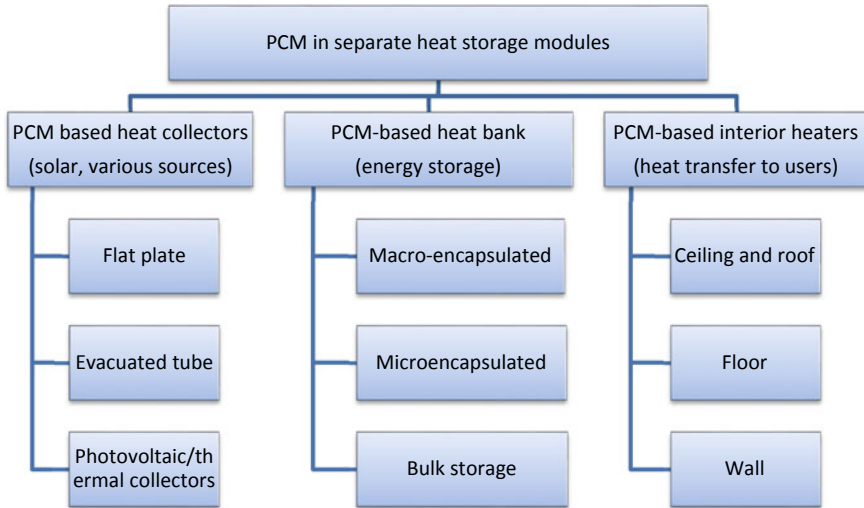 PCM in separate heat storage modules
PCM based heat collectors
(solar, various sources)
Flat plate
Evacuated tube
Photovoltaic/th
ermal collectors
PCM-based heat bank
(energy storage)
Macro-encapsulated
Microencapsulated
Bulk storage
PCM-based interior heaters
(heat transfer to users)
Ceiling and roof
Floor
Wall